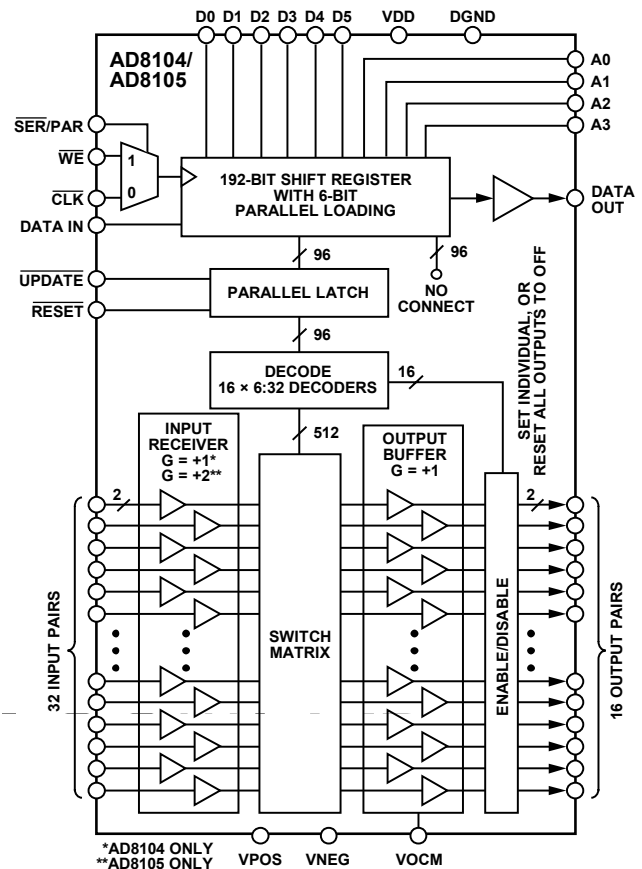 D0 D1 D2 D3 D4 D5 VDD DGND
AD8104/
AD8105
A0
A1
A2
A3
SER/PAR
WE
CLK
DATA IN
1
0
192-BIT SHIFT REGISTER
WITH 6-BIT
PARALLEL LOADING
DATA
OUT
96
96
NO
CONNECT
UPDATE
RESET
PARALLEL LATCH
96
DECODE
16 × 6:32 DECODERS
16
SET INDIVIDUAL, OR
RESET ALL OUTPUTS TO OFF
512
INPUT
RECEIVER
G = +1*
G = +2**
OUTPUT
BUFFER
G = +1
2
2
32 INPUT PAIRS
SWITCH
MATRIX
ENABLE/DISABLE
16 OUTPUT PAIRS
*AD8104 ONLY
**AD8105 ONLY
VPOS VNEG VOCM